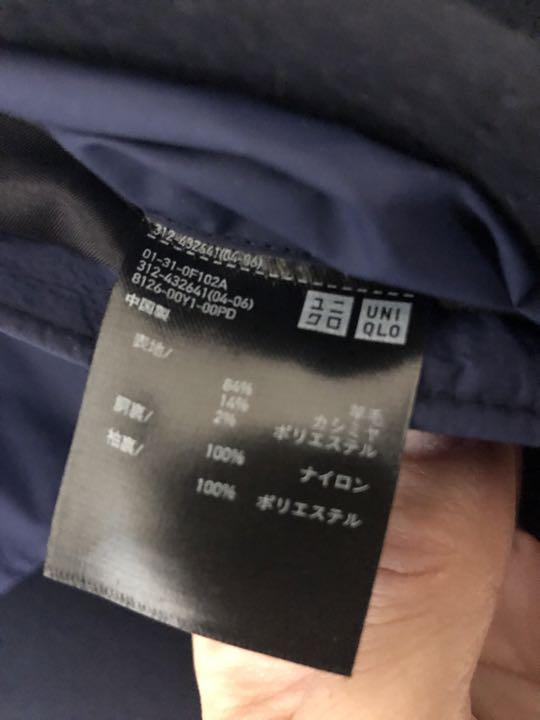 312-432641(04-06)
01-31-0F102A
312-432641(04-06)
8126-00Y1-00PD
中国製
ユニ
クロ
UNI
QLO
表地/
84% 羊毛
14% カシミヤ
2% ポリエステル
胴裏/
100% ナイロン
袖裏/
100% ポリエステル